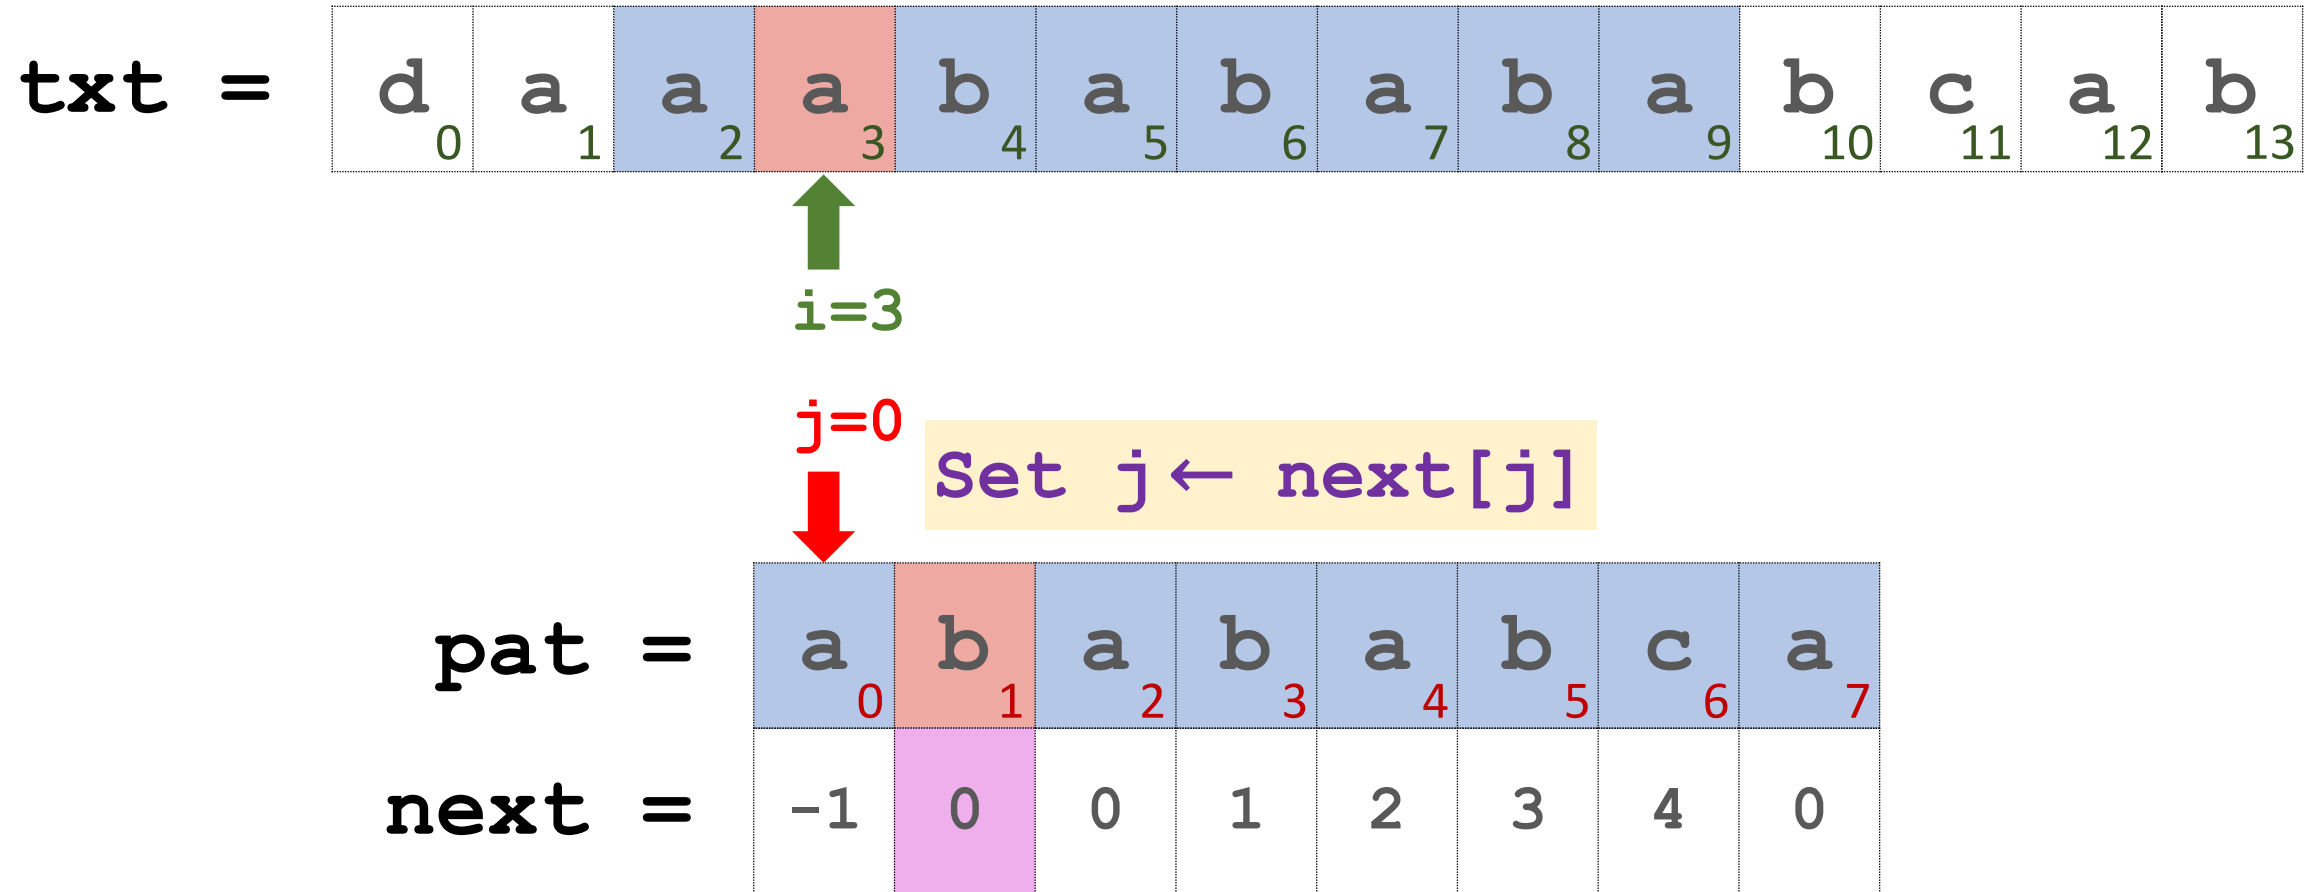 txt = d a a a b a b a b a b c a b
0 1 2 3 4 5 6 7 8 9 10 11 12 13
i=3
j=0
Set j← next[j]
pat = a b a b a b c a
0 1 2 3 4 5 6 7
next = -1 0 0 1 2 3 4 0